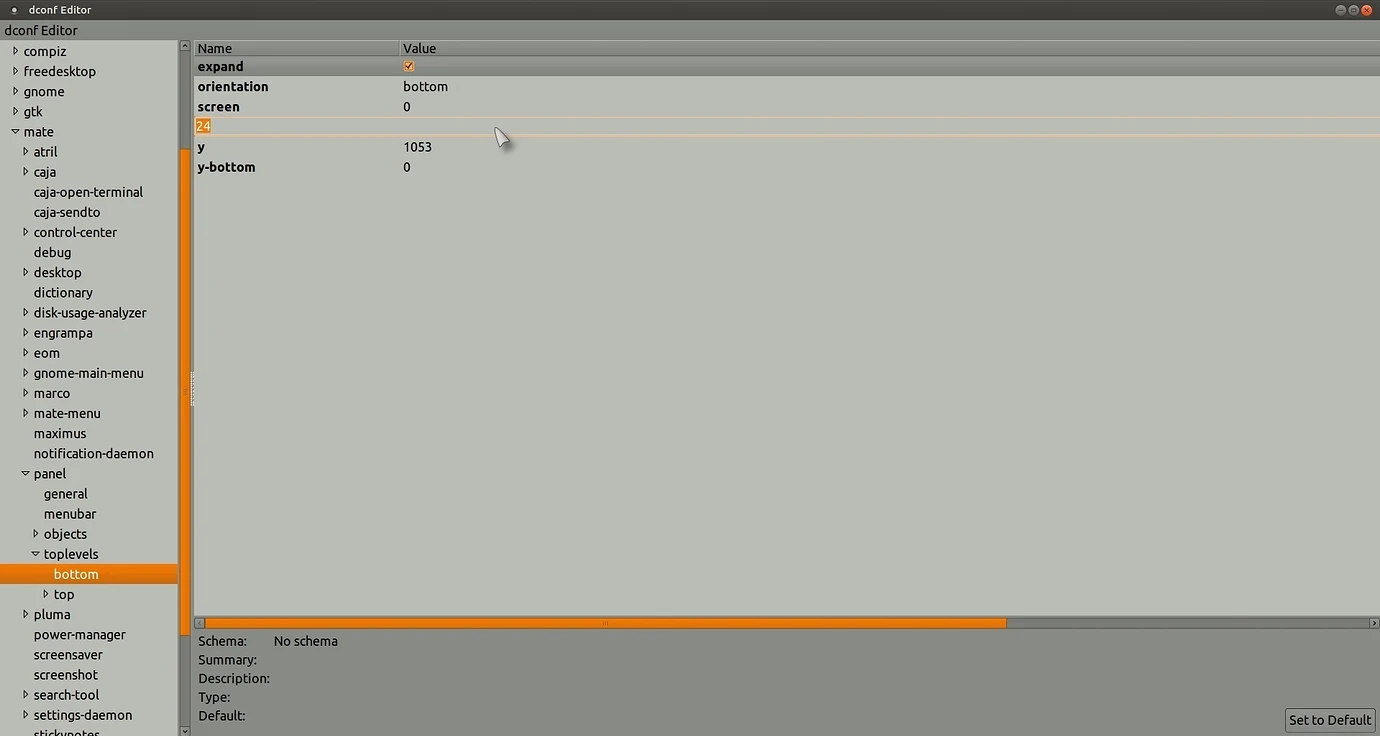 dconf Editor
dconf Editor
compiz
freedesktop
gnome
gtk
mate
atril
caja
caja-open-terminal
caja-sendto
control-center
debug
desktop
dictionary
disk-usage-analyzer
engrampa
eom
gnome-main-menu
marco
mate-menu
maximus
notification-daemon
panel
general
menubar
objects
toplevels
bottom
top
pluma
power-manager
screensaver
screenshot
search-tool
settings-daemon
stickynotes
Name Value
expand
orientation bottom
screen 0
24
y 1053
y-bottom 0
Schema: No schema
Summary:
Description:
Type:
Default:
Set to Default